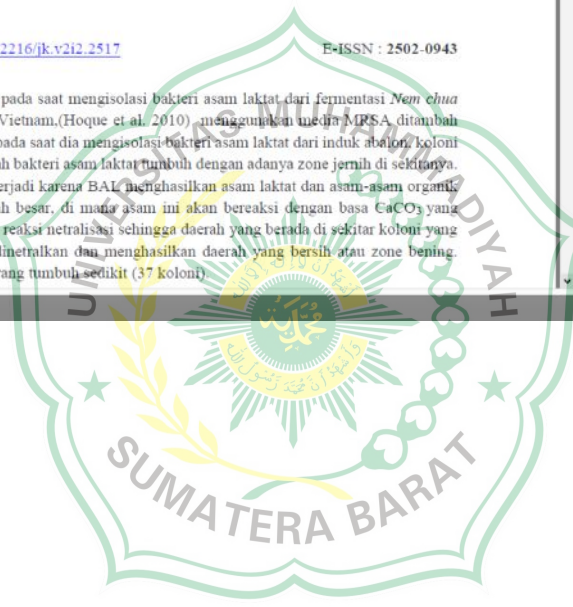 2216/jk.v2i2.2517 E-ISSN : 2502-0943
pada saat mengisolasi bakteri asam laktat dari fermentasi Nem chua
Vietnam,(Hoque et al. 2010) menggunakan media MRSA ditambah
pada saat dia mengisolasi bakteri asam laktat dari induk abalon, koloni
ah bakteri asam laktat tumbuh dengan adanya zone jernih di sekitanya.
erjadi karena BAL menghasilkan asam laktat dan asam-asam organik
ah besar, di mana asam ini akan bereaksi dengan basa CaCO3 yang
reaksi netralisasi sehingga daerah yang berada di sekitar koloni yang
dinetralkan dan menghasilkan daerah yang bersih atau zone bening.
yang tumbuh sedikit (37 koloni).
UNIVERSITAS MUHAMMADIYAH
SUMATERA BARAT